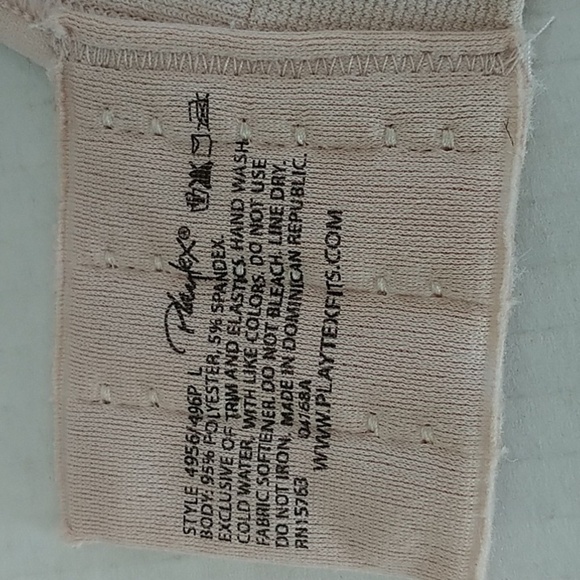 Playtex®
STYLE 4956/496P L
BODY: 95% POLYESTER, 5% SPANDEX.
EXCLUSIVE OF TRIM AND ELASTICS. HAND WASH
COLD WATER, WITH LIKE COLORS. DO NOT USE
FABRIC SOFTENER. DO NOT BLEACH. LINE DRY.
DO NOT IRON. MADE IN DOMINICAN REPUBLIC.
RN15763 04768A
WWW.PLAYTEXFITS.COM